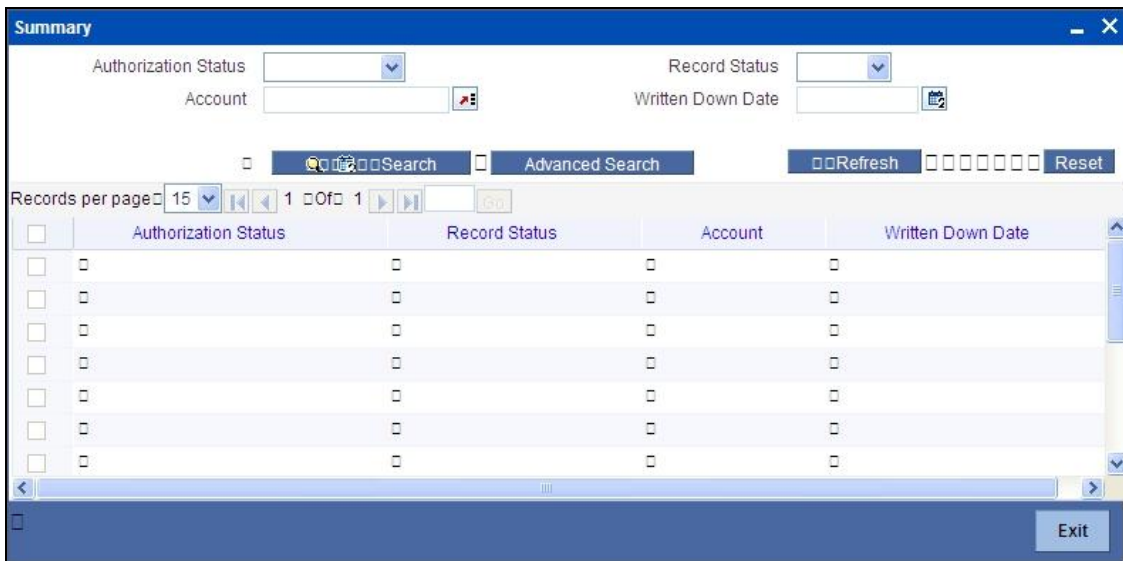 Summary
Authorization Status Record Status
Account Written Down Date
Search Advanced Search Refresh Reset
Records per page 15 1 Of 1 Go
Authorization Status Record Status Account Written Down Date
Exit